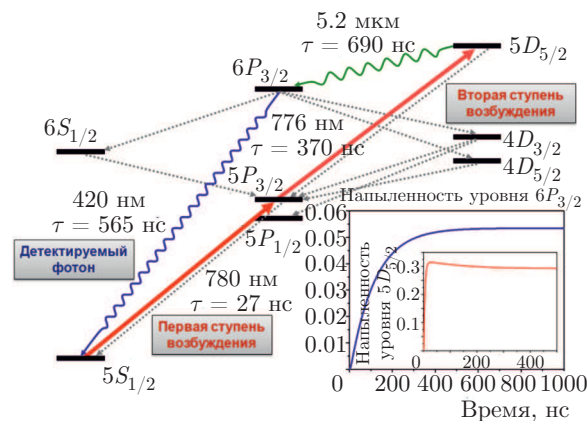 5.2 мкм
τ = 690 нс
5D5/2
6P3/2
Вторая ступень
возбуждения
776 нм
τ = 370 нс
6S1/2
4D3/2
4D5/2
5P3/2
420 нм
τ = 565 нс
5P1/2
Детектируемый
фотон
780 нм
τ = 27 нс
Первая ступень
возбуждения
5S1/2
Напыленность уровня 6P3/2
0.06
0.05
0.04
0.03
0.02
0.01
0
Напыленность
уровня 5D5/2
0.3
0.2
0.1
0 200 400
0 200 400 600 800 1000
Время, нс